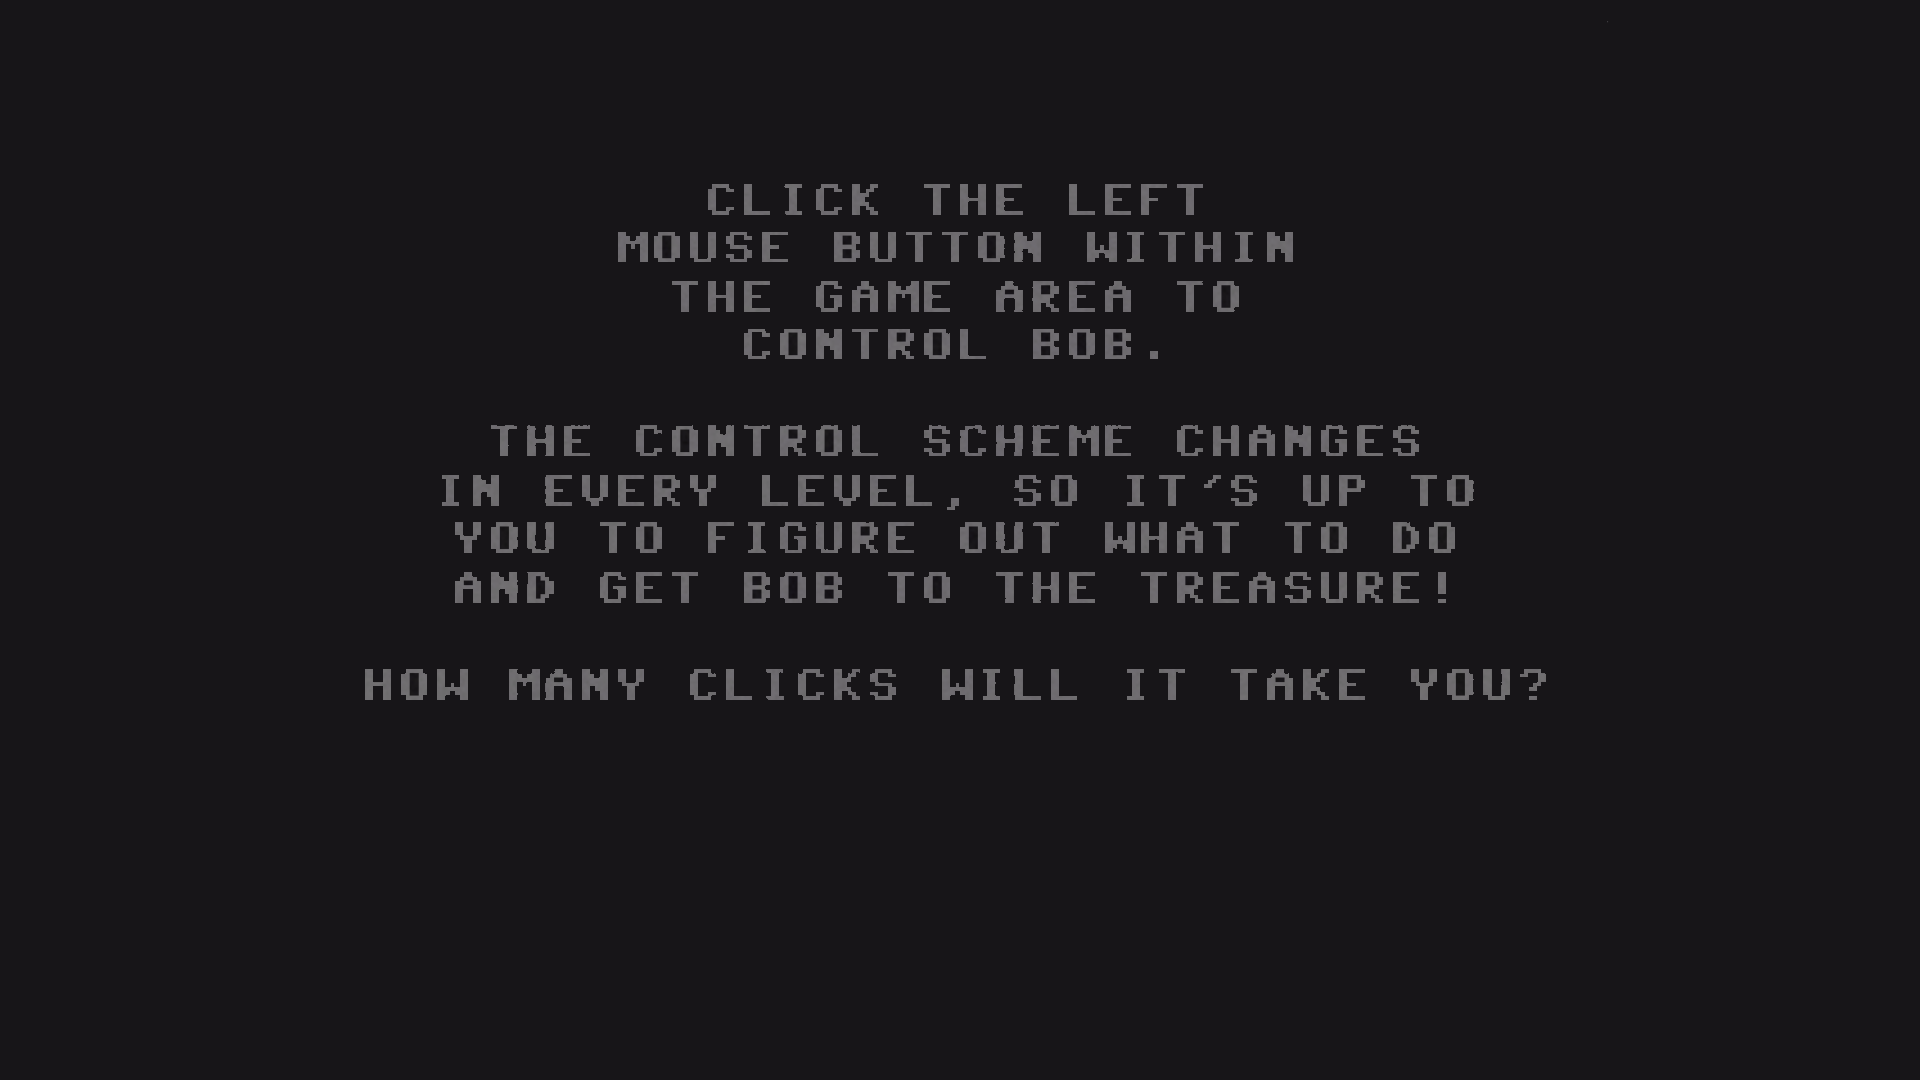 CLICK THE LEFT
MOUSE BUTTON WITHIN
THE GAME AREA TO
CONTROL BOB.
THE CONTROL SCHEME CHANGES
IN EVERY LEVEL, SO IT'S UP TO
YOU TO FIGURE OUT WHAT TO DO
AND GET BOB TO THE TREASURE!
HOW MANY CLICKS WILL IT TAKE YOU?